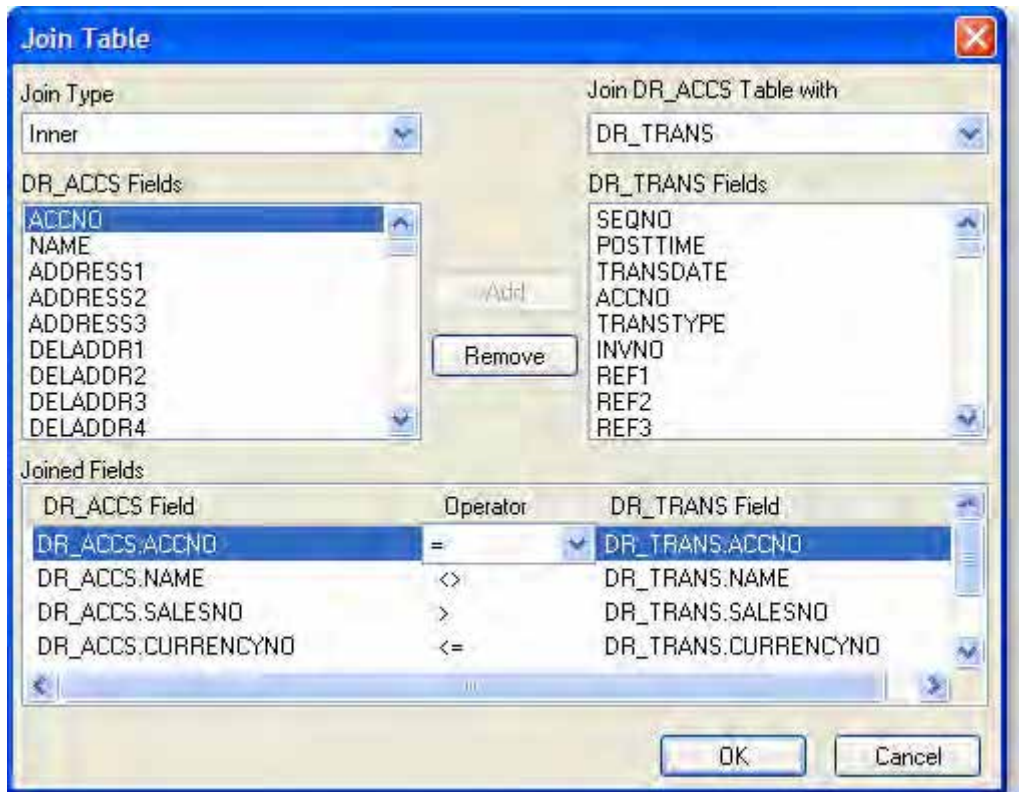 Join Table
Join Type
Join DR_ACCS Table with
Inner
DR_TRANS
DR_ACCS Fields
DR_TRANS Fields
ACCNO
NAME
ADDRESS1
ADDRESS2
ADDRESS3
DELADDR1
DELADDR2
DELADDR3
DELADDR4
Add
Remove
SEQNO
POSTTIME
TRANSDATE
ACCNO
TRANSTYPE
INVNO
REF1
REF2
REF3
Joined Fields
DR_ACCS Field Operator DR_TRANS Field
DR_ACCS.ACCNO = DR_TRANS.ACCNO
DR_ACCS.NAME <> DR_TRANS.NAME
DR_ACCS.SALESNO > DR_TRANS.SALESNO
DR_ACCS.CURRENCYNO <= DR_TRANS.CURRENCYNO
OK Cancel